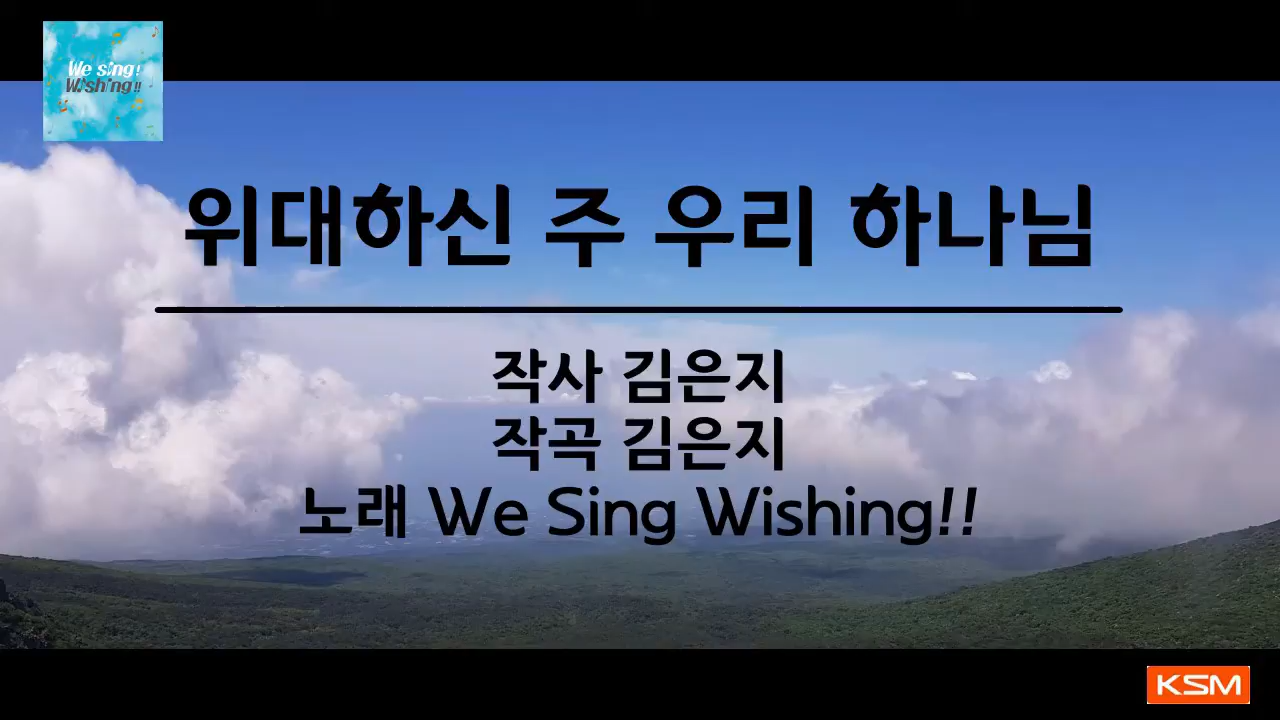 We sing!
Wishing!!
위대하신 주 우리 하나님
작사 김은지
작곡 김은지
노래 We Sing Wishing!!
KSM